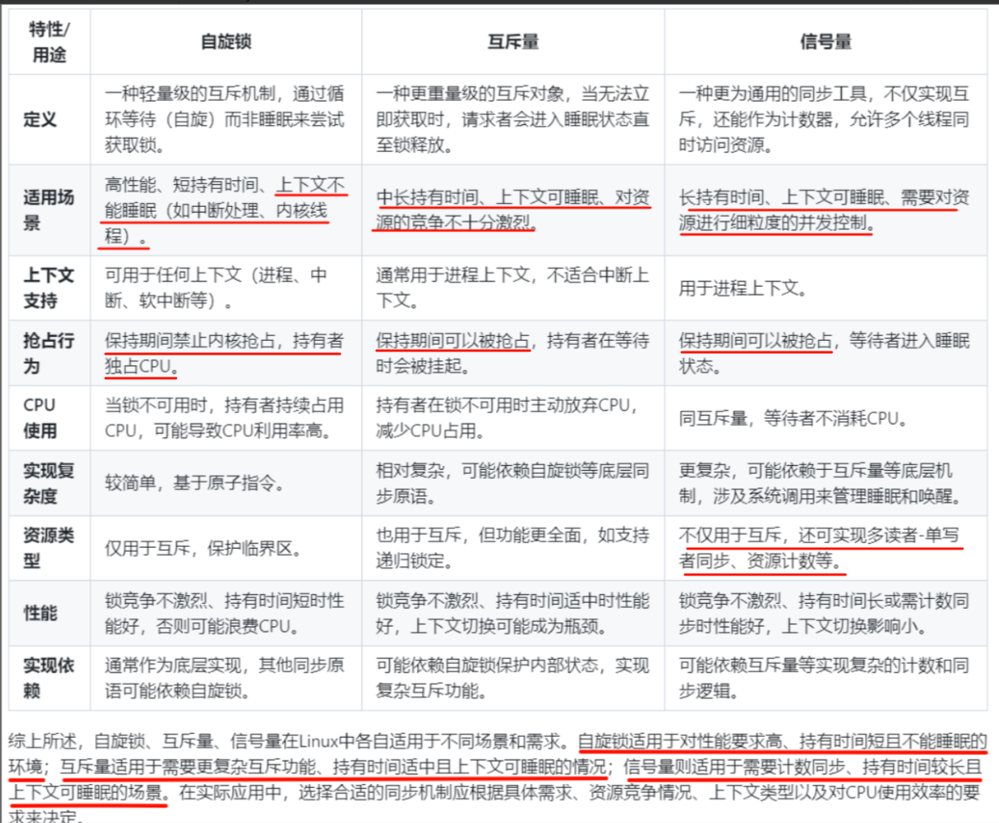 特性/
用途
自旋锁
互斥量
信号量
定义
一种轻量级的互斥机制，通过循
环等待（自旋）而非睡眠来尝试
获取锁。
一种更重量级的互斥对象，当无法立
即获取时，请求者会进入睡眠状态直
至锁释放。
一种更为通用的同步工具，不仅实现互
斥，还能作为计数器，允许多个线程同
时访问资源。
适用场
景
高性能、短持有时间、上下文不
能睡眠（如中断处理、内核线
程）。
中长持有时间、上下文可睡眠、对资
源的竞争不十分激烈。
长持有时间、上下文可睡眠、需要对资
源进行细粒度的并发控制。
上下文
支持
可用于任何上下文（进程、中
断、软中断等）。
通常用于进程上下文，不适合中断上
下文。
用于进程上下文。
抢占行
为
保持期间禁止内核抢占，持有者
独占CPU。
保持期间可以被抢占，持有者在等待
时会被挂起。
保持期间可以被抢占，等待者进入睡眠
状态。
CPU
使用
当锁不可用时，持有者持续占用
CPU，可能导致CPU利用率高。
持有者在锁不可用时主动放弃CPU，
减少CPU占用。
同互斥量，等待者不消耗CPU。
实现复
杂度
较简单，基于原子指令。
相对复杂，可能依赖自旋锁等底层同
步原语。
更复杂，可能依赖于互斥量等底层机
制，涉及系统调用来管理睡眠和唤醒。
资源类
型
仅用于互斥，保护临界区。
也用于互斥，但功能更全面，如支持
递归锁定。
不仅用于互斥，还可实现多读者-单写
者同步、资源计数等。
性能
锁竞争不激烈、持有时间短时性
能好，否则可能浪费CPU。
锁竞争不激烈、持有时间适中时性能
好，上下文切换可能成为瓶颈。
锁竞争不激烈、持有时间长或需计数同
步时性能好，上下文切换影响小。
实现依
赖
通常作为底层实现，其他同步原
语可能依赖自旋锁。
可能依赖自旋锁保护内部状态，实现
复杂互斥功能。
可能依赖互斥量等实现复杂的计数和同
步逻辑。
综上所述，自旋锁、互斥量、信号量在Linux中各自适用于不同场景和需求。自旋锁适用于对性能要求高、持有时间短且不能睡眠的
环境；互斥量适用于需要更复杂互斥功能、持有时间适中且上下文可睡眠的情况；信号量则适用于需要计数同步、持有时间较长且
上下文可睡眠的场景。在实际应用中，选择合适的同步机制应根据具体需求、资源竞争情况、上下文类型以及对CPU使用效率的要
求来决定。